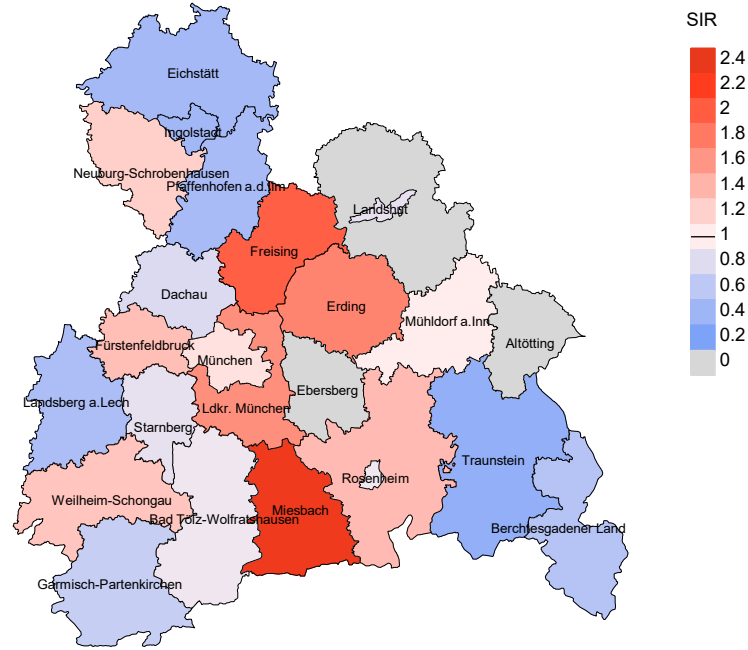 SIR
2.4
2.2
2
1.8
1.6
1.4
1.2
1
0.8
0.6
0.4
0.2
0
Eichstätt
Ingolstadt
Neuburg-Schrobenhausen
Pfaffenhofen a.d.Ilm
Landshut
Freising
Dachau
Erding
Mühldorf a.Inn
Altötting
Fürstenfeldbruck
München
Ebersberg
Landsberg a.Lech
Ldkr. München
Starnberg
Traunstein
Rosenheim
Weilheim-Schongau
Miesbach
Bad Tölz-Wolfratshausen
Berchtesgadener Land
Garmisch-Partenkirchen